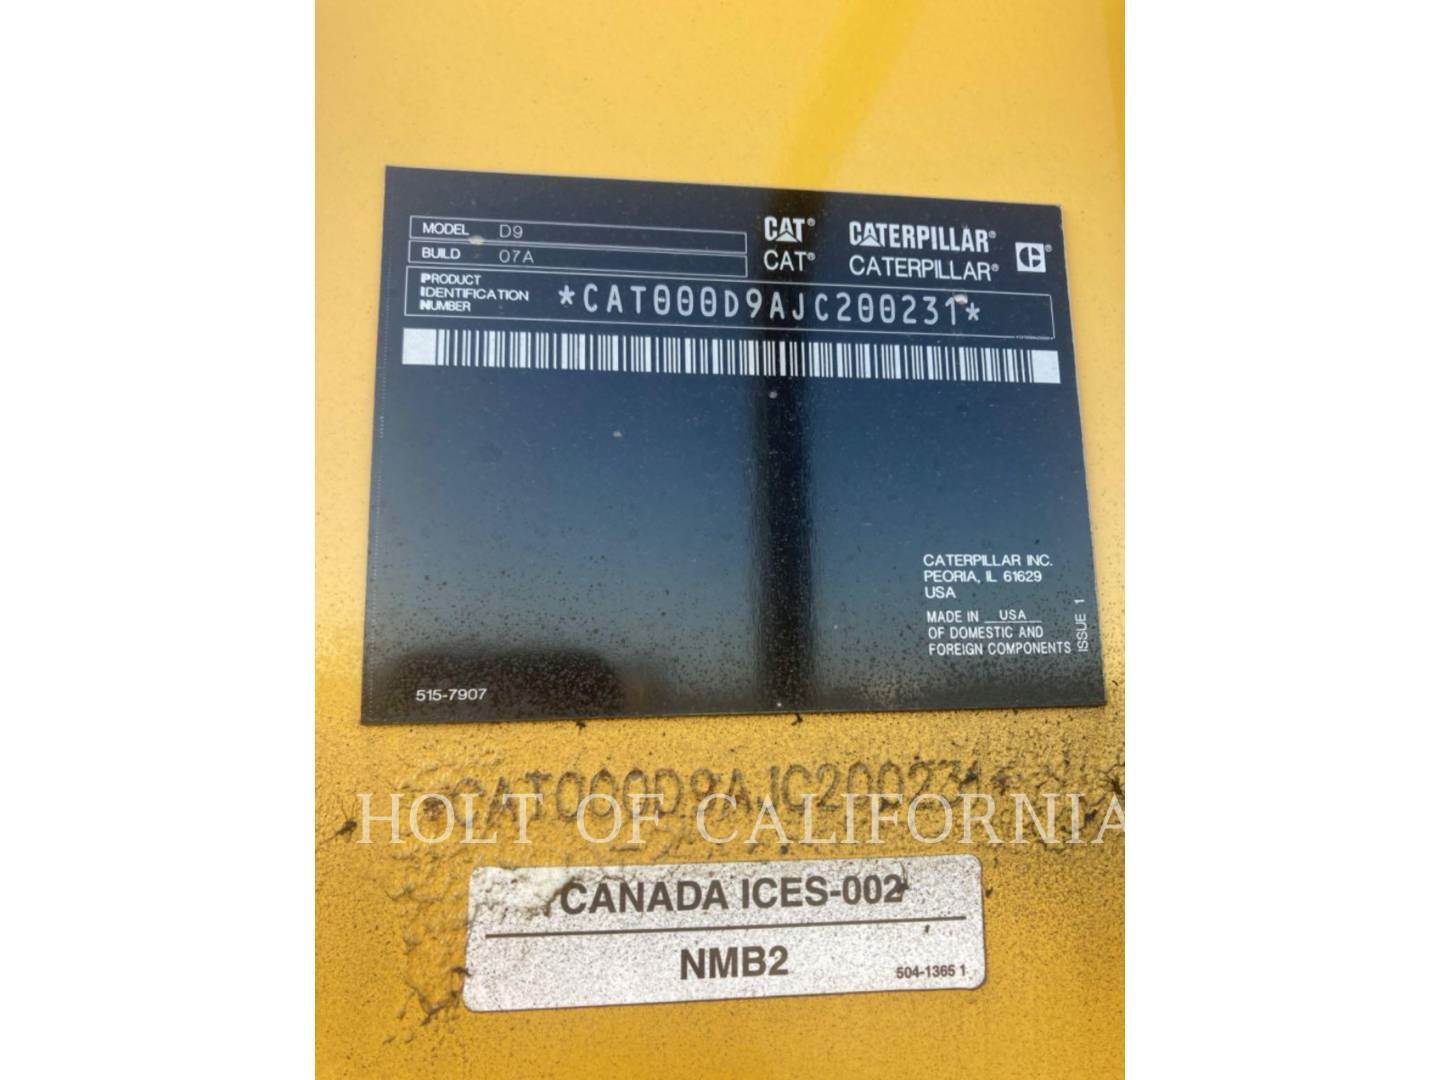 MODEL D9
BUILD 07A
CAT® CATERPILLAR®
CAT® CATERPILLAR®
PRODUCT
IDENTIFICATION
NUMBER
*CAT000D9AJC200231*
CATERPILLAR INC.
PEORIA, IL 61629
USA
MADE IN USA
OF DOMESTIC AND
FOREIGN COMPONENTS
ISSUE 1
515-7907
*CAT000D9AJC200231*
HOLT OF CALIFORNIA
CANADA ICES-002
NMB2
504-1365 1